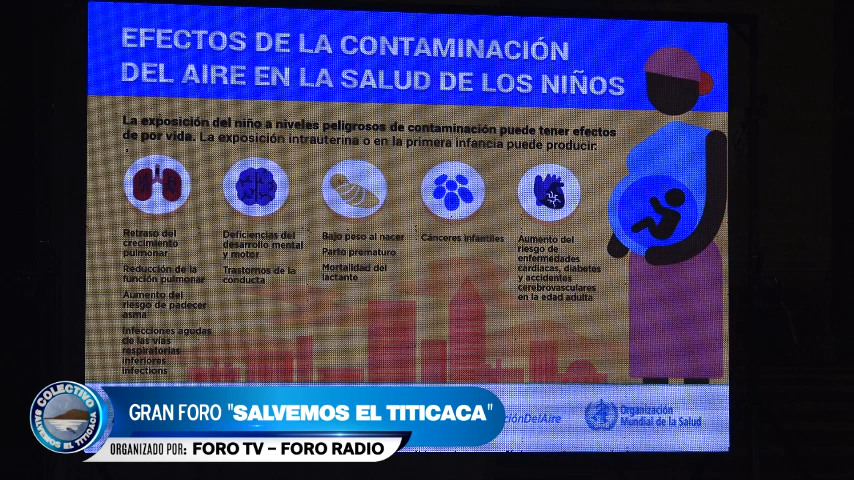 EFECTOS DE LA CONTAMINACIÓN
DEL AIRE EN LA SALUD DE LOS NIÑOS
La exposición del niño a niveles peligrosos de contaminación puede tener efectos
de por vida. La exposición intrauterina o en la primera infancia puede producir:
Retraso del
crecimiento
pulmonar
Reducción de la
función pulmonar
Aumento del
riesgo de padecer
asma
Infecciones agudas
de las vías
respiratorias
inferiores
infections
Deficiencias del
desarrollo mental
y motor
Trastornos de la
conducta
Bajo peso al nacer
Parto prematuro
Mortalidad del
lactante
Cánceres infantiles
Aumento del
riesgo de
enfermedades
cardíacas, diabetes
y accidentes
cerebrovasculares
en la edad adulta
ciónDelAire
Organización
Mundial de la Salud
COLECTIVO
SALVEMOS EL TITICACA
GRAN FORO "SALVEMOS EL TITICACA"
ORGANIZADO POR: FORO TV - FORO RADIO